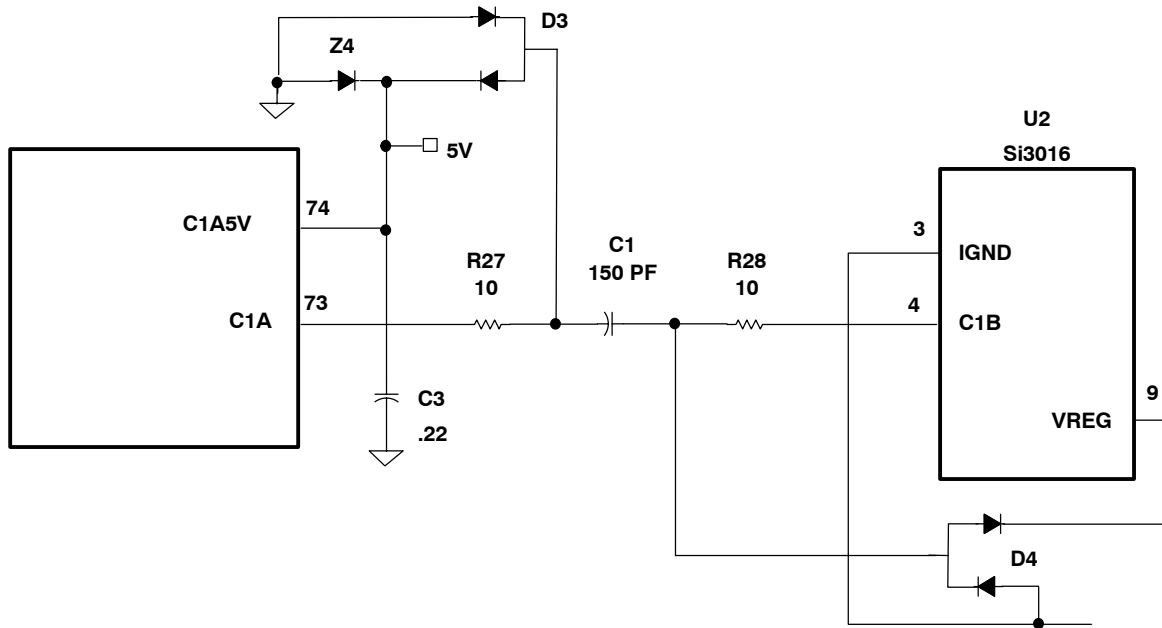 D3
Z4
5V
U2
Si3016
C1A5V
74
3
IGND
C1
150 PF
R27
10
R28
10
C1A
73
4
C1B
C3
.22
9
VREG
D4